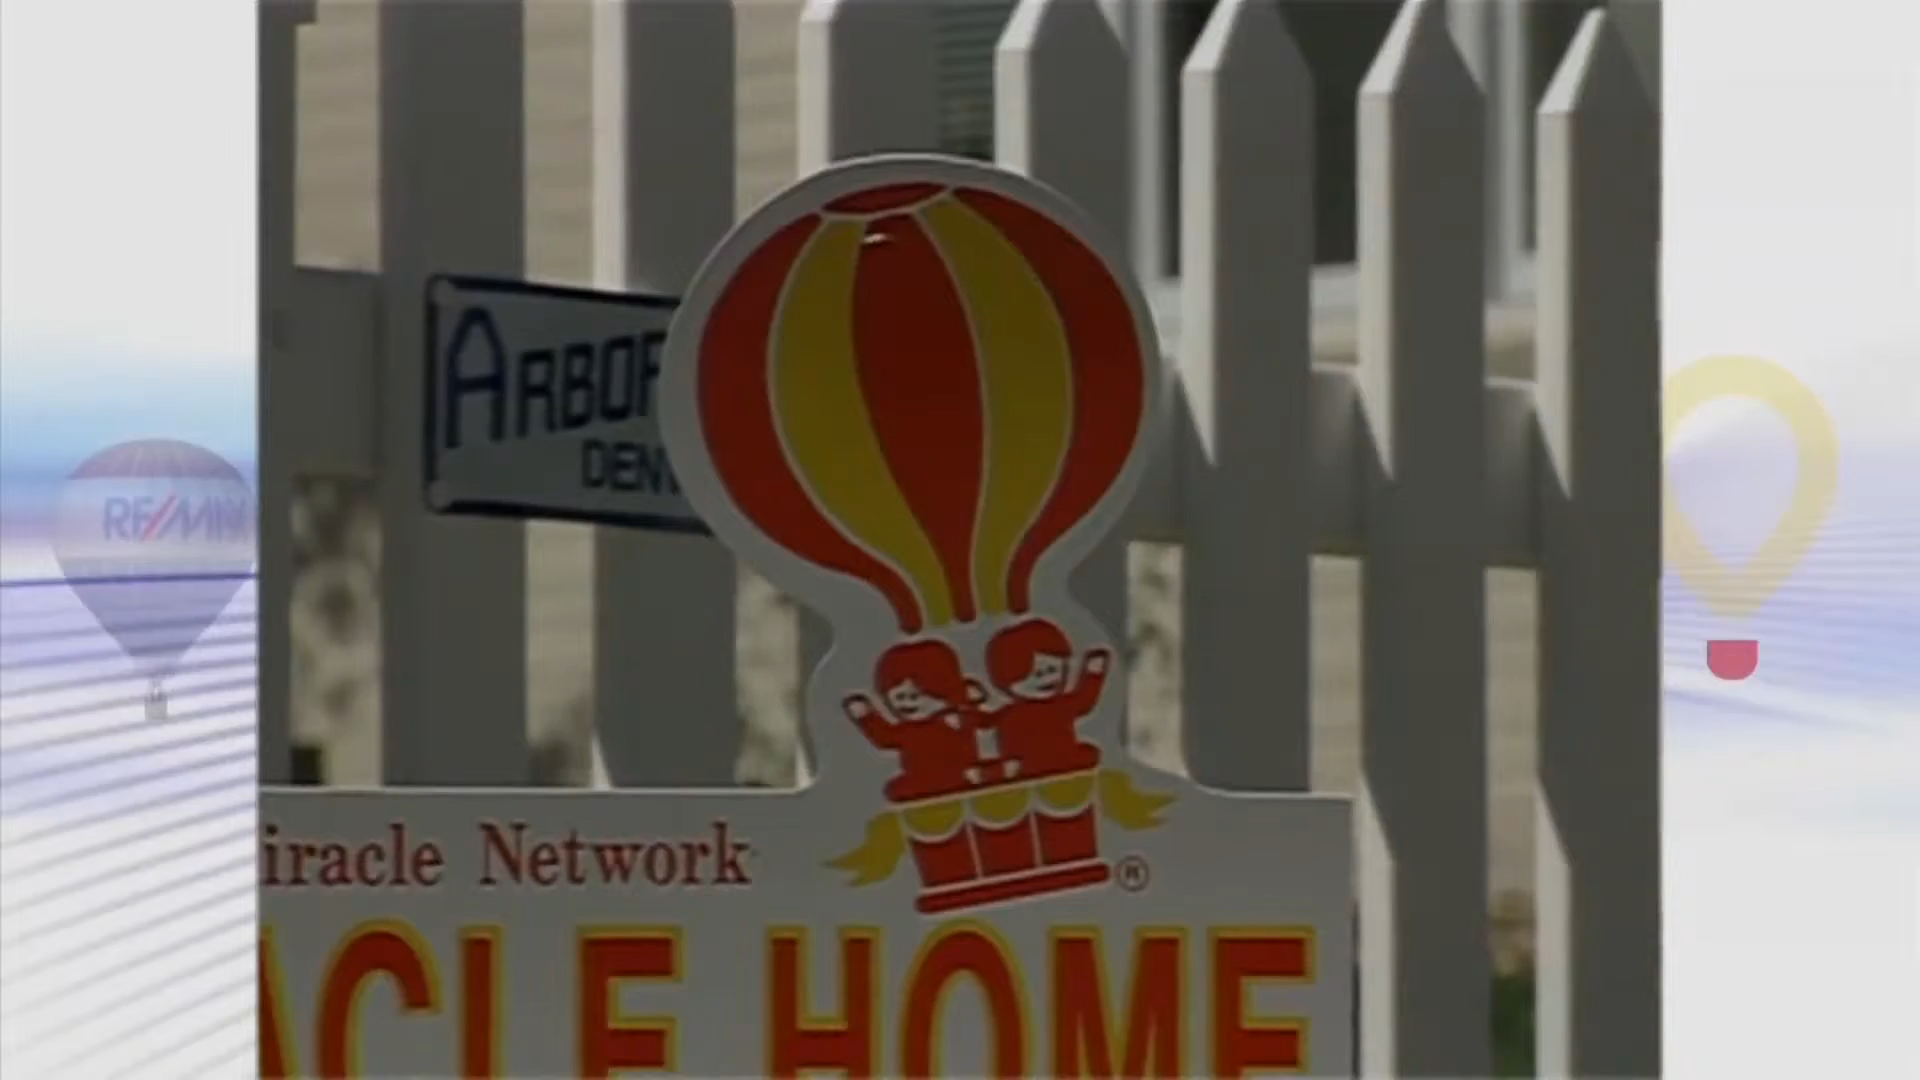 ARBOR
DEN
RE/MAX
iracle Network
ACLE HOME
®